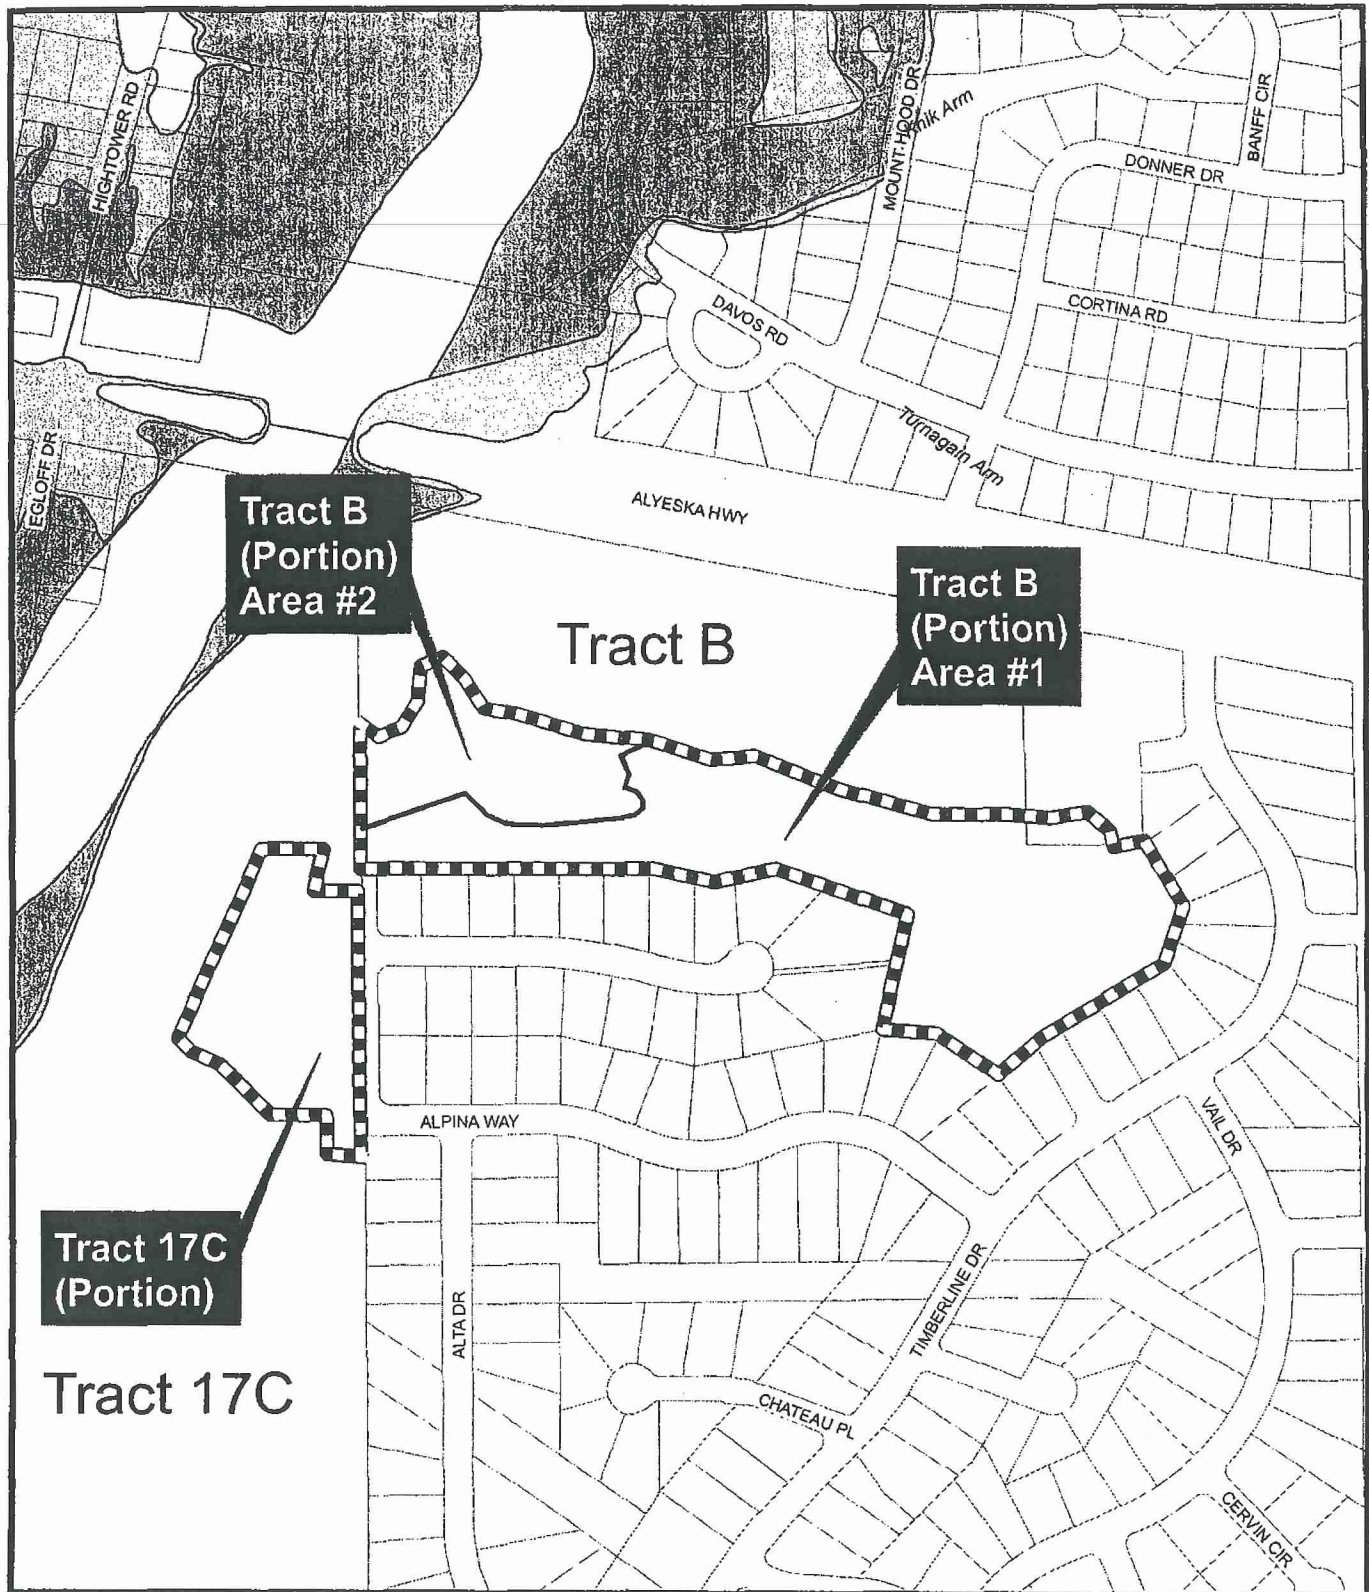 HIGHTOWER RD
MOUNT HOOD DR
Knik Arm
BANFF CIR
DONNER DR
CORTINA RD
DAVOS RD
Turnagain Arm
EGLOFF DR
ALYESKA HWY
Tract B
(Portion)
Area #2
Tract B
Tract B
(Portion)
Area #1
ALPINA WAY
VAIL DR
Tract 17C
(Portion)
ALTA DR
TIMBERLINE DR
Tract 17C
CHATEAU PL
CERVIN CIR